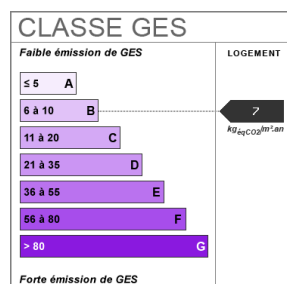 CLASSE GES
Faible émission de GES
LOGEMENT
≤ 5 A
6 à 10 B
7
11 à 20 C
kgéqCO2/m².an
21 à 35 D
36 à 55 E
56 à 80 F
> 80 G
Forte émission de GES